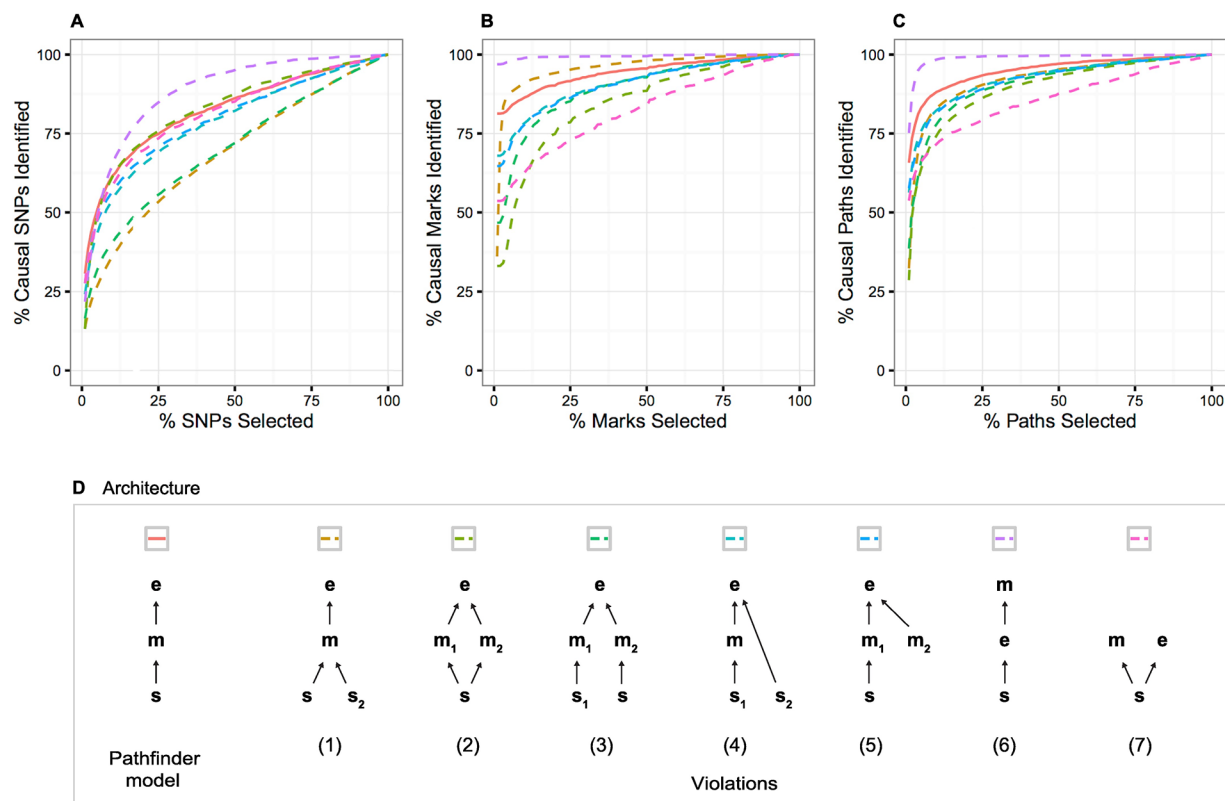 A
B
C
% Causal SNPs Identified
100
75
50
25
0
0 25 50 75 100
% SNPs Selected
% Causal Marks Identified
100
75
50
25
0
0 25 50 75 100
% Marks Selected
% Causal Paths Identified
100
75
50
25
0
0 25 50 75 100
% Paths Selected
D Architecture
e e e e e e m
m m m₁ m₂ m₁ m₂ m m₁ m₂ e m e
s s s₂ s s₁ s s₁ s₂ s s s
Pathfinder
model
(1) (2) (3) (4) (5) (6) (7)
Violations